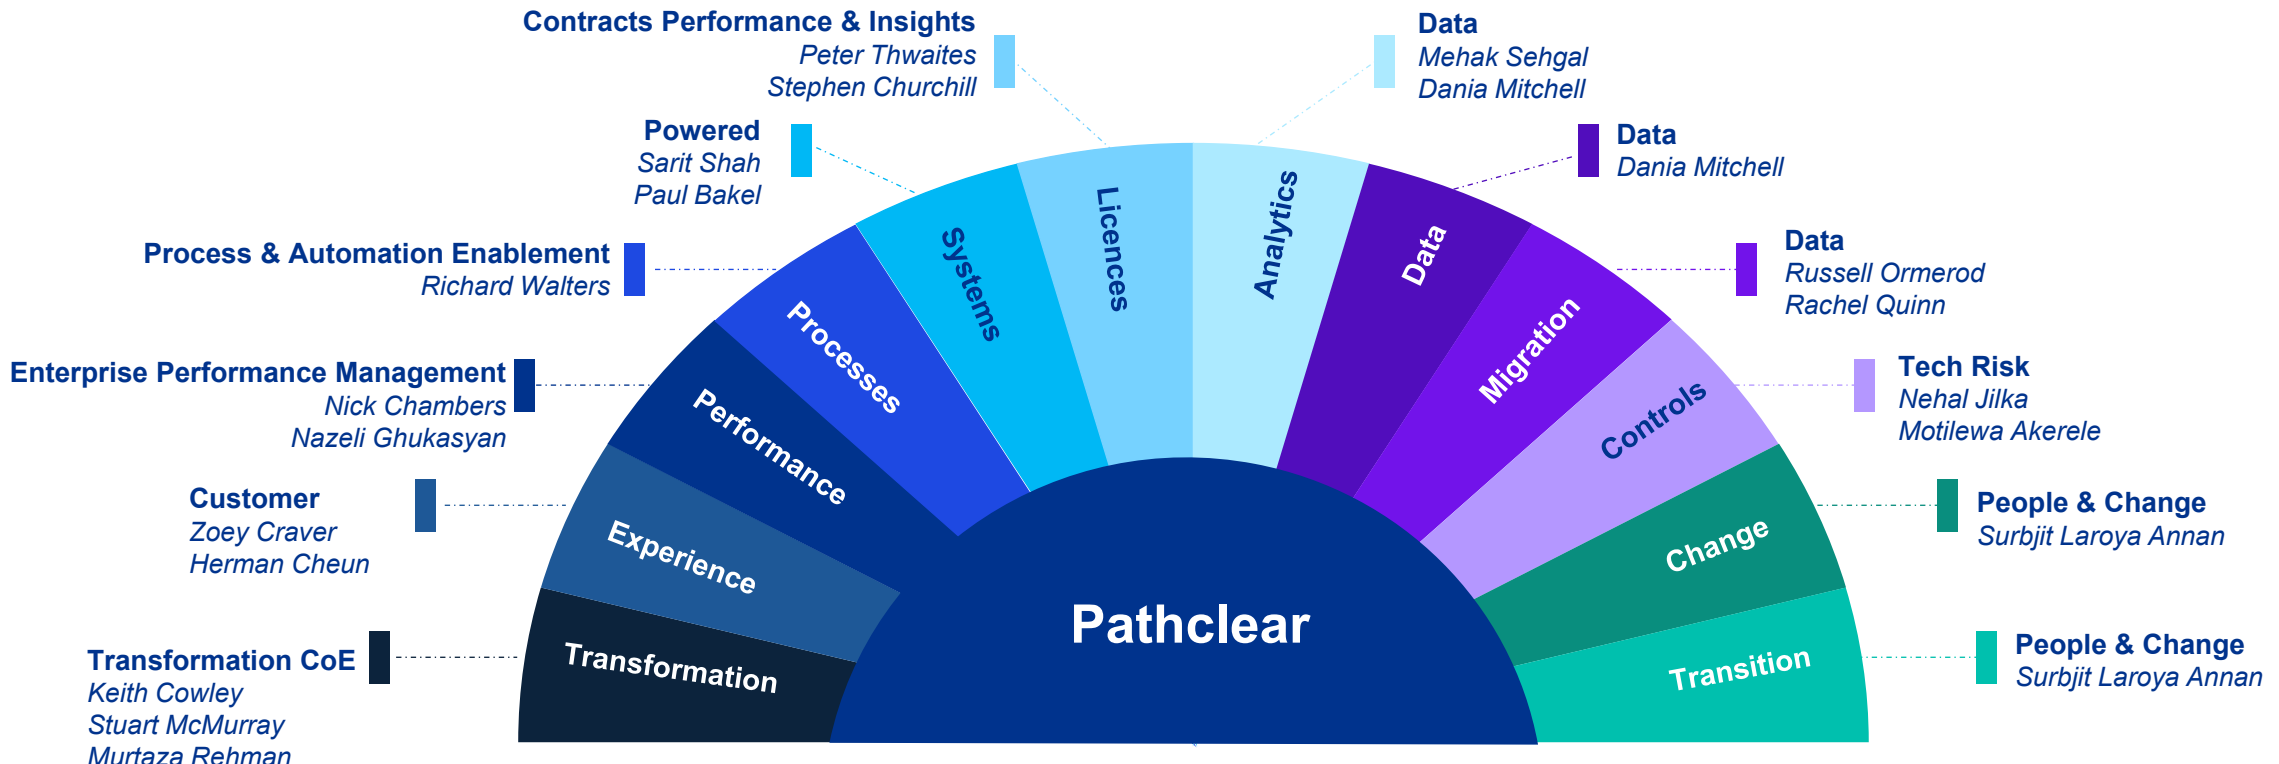 Contracts Performance & Insights
Peter Thwaites
Stephen Churchill
Data
Mehak Sehgal
Dania Mitchell
Powered
Sarit Shah
Paul Bakel
Data
Dania Mitchell
Process & Automation Enablement
Richard Walters
Data
Russell Ormerod
Rachel Quinn
Enterprise Performance Management
Nick Chambers
Nazeli Ghukasyan
Tech Risk
Nehal Jilka
Motilewa Akerele
Customer
Zoey Craver
Herman Cheun
People & Change
Surbjit Laroya Annan
Transformation CoE
Keith Cowley
Stuart McMurray
Murtaza Rehman
People & Change
Surbjit Laroya Annan
Transformation
Experience
Performance
Processes
Systems
Licences
Analytics
Data
Migration
Controls
Change
Transition
Pathclear